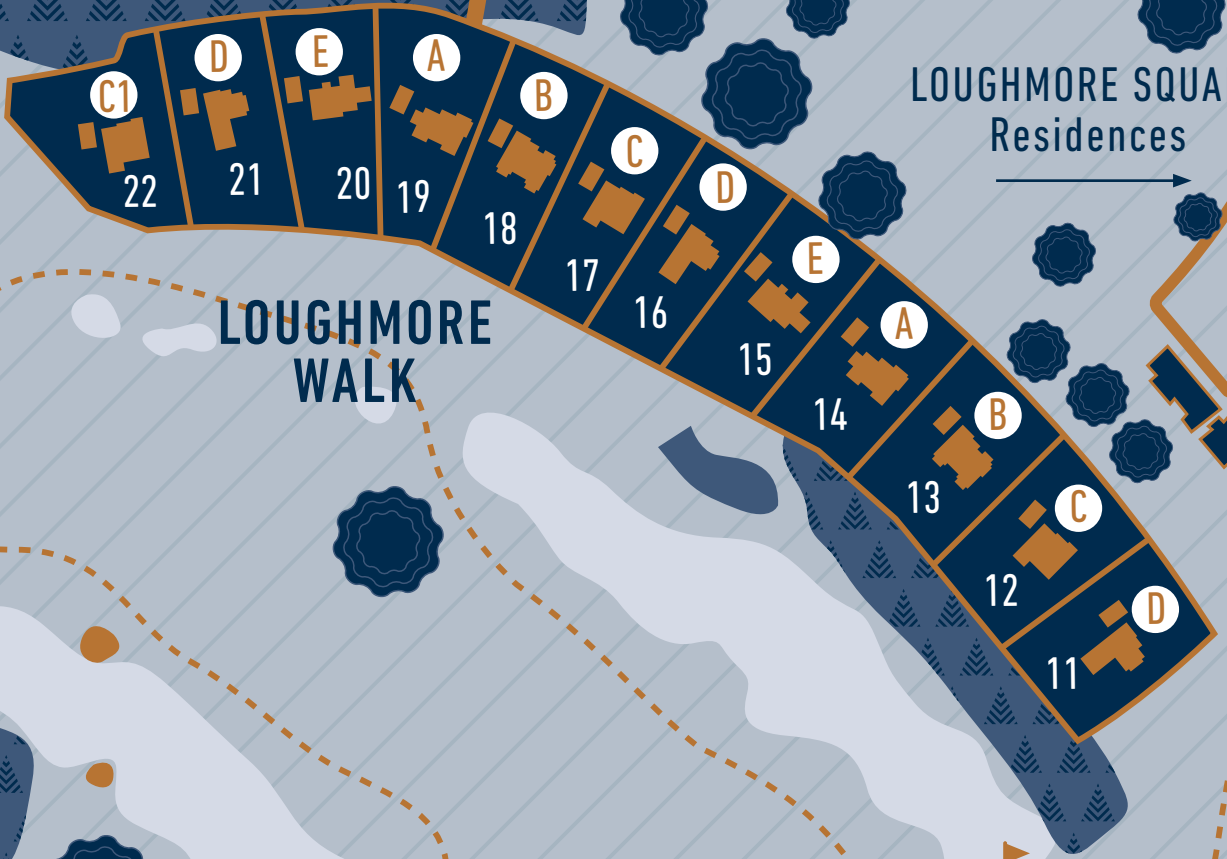 LOUGHMORE SQUA
Residences
C1
22
D
21
E
20
A
19
B
18
C
17
D
16
E
15
A
14
B
13
C
12
D
11
LOUGHMORE
WALK